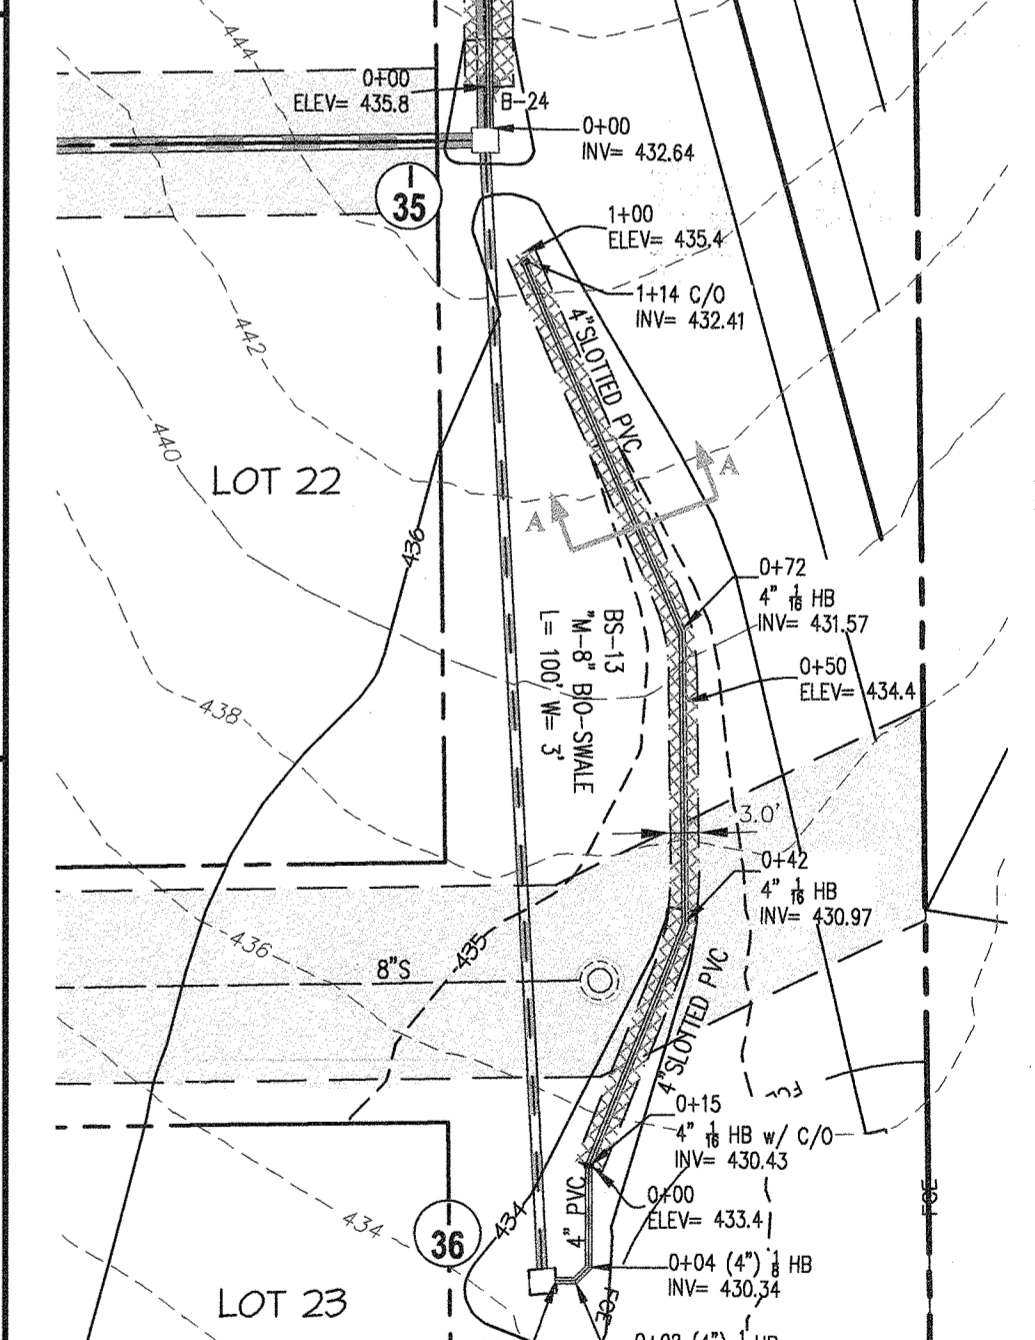 444
0+00
ELEV= 435.8
B-24
0+00
INV= 432.64
35
1+00
ELEV= 435.4
1+14 C/O
INV= 432.41
4" SLOTTED PVC
442
440
LOT 22
A
A
436
0+72
4" 1/16 HB
INV= 431.57
BS-13
"M-8" BIO-SWALE
L= 100' W= 3'
0+50
ELEV= 434.4
438
3.0'
0+42
4" 1/16 HB
INV= 430.97
436
435
8"S
4" SLOTTED PVC
FCE
0+15
4" 1/16 HB w/ C/O
INV= 430.43
0+00
ELEV= 433.4
4" PVC
434
434
36
0+04 (4") 1/8 HB
INV= 430.34
FCE
FCE
LOT 23